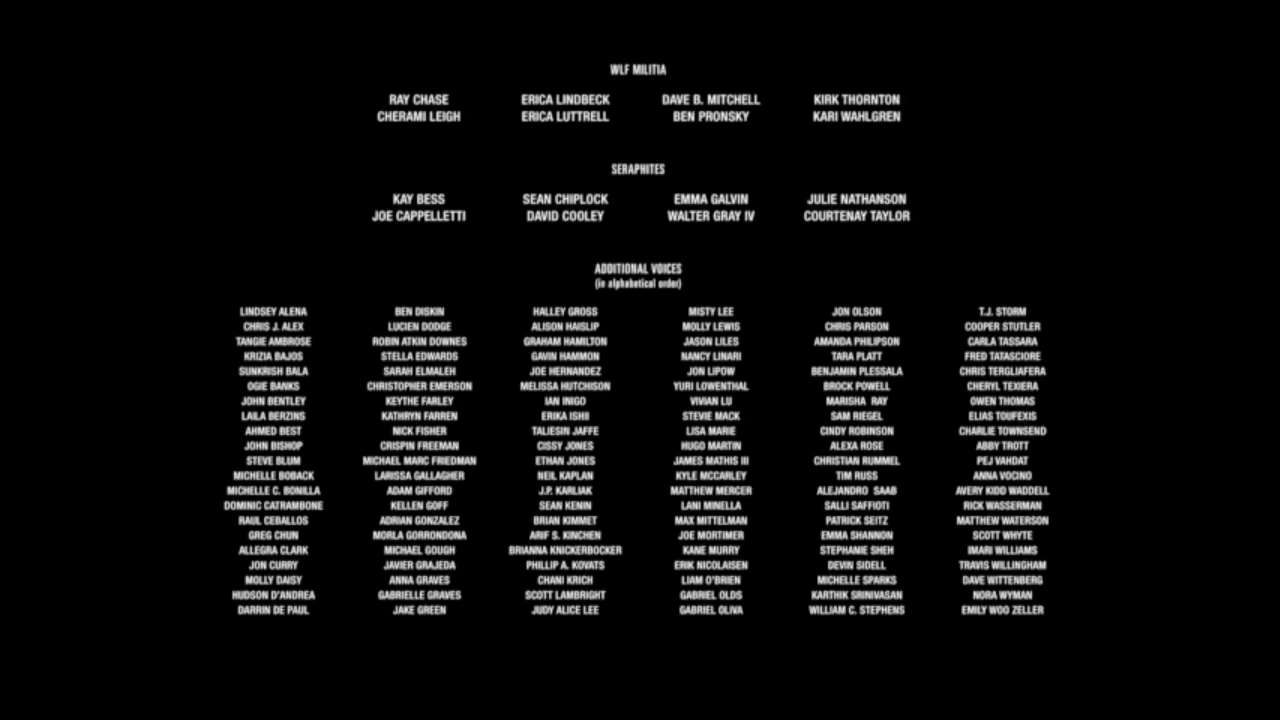 WLF MILITIA
RAY CHASE ERICA LINDBECK DAVE B. MITCHELL KIRK THORNTON
CHERAMI LEIGH ERICA LUTTRELL BEN PRONSKY KARI WAHLGREN
SERAPHITES
KAY BESS SEAN CHIPLOCK EMMA GALVIN JULIE NATHANSON
JOE CAPPELLETTI DAVID COOLEY WALTER GRAY IV COURTENAY TAYLOR
ADDITIONAL VOICES
(in alphabetical order)
LINDSEY ALENA BEN DISKIN HALLEY GROSS MISTY LEE JON OLSON T.J. STORM
CHRIS J. ALEX LUCIEN DODGE ALISON HAISLIP MOLLY LEWIS CHRIS PARSON COOPER STUTLER
TANGIE AMBROSE ROBIN ATKIN DOWNES GRAHAM HAMILTON JASON LILES AMANDA PHILIPSON CARLA TASSARA
KRIZIA BAJOS STELLA EDWARDS GAVIN HAMMON NANCY LINARI TARA PLATT FRED TATASCIORE
SUNKRISH BALA SARAH ELMALEH JOE HERNANDEZ JON LIPOW BENJAMIN PLESSALA CHRIS TERGLIAFERA
OGIE BANKS CHRISTOPHER EMERSON MELISSA HUTCHISON YURI LOWENTHAL BROCK POWELL CHERYL TEXIERA
JOHN BENTLEY KEYTHE FARLEY IAN INIGO VIVIAN LU MARISHA RAY OWEN THOMAS
LAILA BERZINS KATHRYN FARREN ERIKA ISHII STEVIE MACK SAM RIEGEL ELIAS TOUFEXIS
AHMED BEST NICK FISHER TALIESIN JAFFE LISA MARIE CINDY ROBINSON CHARLIE TOWNSEND
JOHN BISHOP CRISPIN FREEMAN CISSY JONES HUGO MARTIN ALEXA ROSE ABBY TROTT
STEVE BLUM MICHAEL MARC FRIEDMAN ETHAN JONES JAMES MATHIS III CHRISTIAN RUMMEL PEJ VAHDAT
MICHELLE BOBACK LARISSA GALLAGHER NEIL KAPLAN KYLE MCCARLEY TIM RUSS ANNA VOCINO
MICHELLE C. BONILLA ADAM GIFFORD J.P. KARLIAK MATTHEW MERCER ALEJANDRO SAAB AVERY KIDD WADDELL
DOMINIC CATRAMBONE KELLEN GOFF SEAN KENIN LANI MINELLA SALLI SAFFIOTI RICK WASSERMAN
RAUL CEBALLOS ADRIAN GONZALEZ BRIAN KIMMET MAX MITTELMAN PATRICK SEITZ MATTHEW WATERSON
GREG CHUN MORLA GORRONDONA ARIF S. KINCHEN JOE MORTIMER EMMA SHANNON SCOTT WHYTE
ALLEGRA CLARK MICHAEL GOUGH BRIANNA KNICKERBOCKER KANE MURRY STEPHANIE SHEH IMARI WILLIAMS
JON CURRY JAVIER GRAJEDA PHILLIP A. KOVATS ERIK NICOLAISEN DEVIN SIDELL TRAVIS WILLINGHAM
MOLLY DAISY ANNA GRAVES CHANI KRICH LIAM O'BRIEN MICHELLE SPARKS DAVE WITTENBERG
HUDSON D'ANDREA GABRIELLE GRAVES SCOTT LAMBRIGHT GABRIEL OLDS KARTHIK SRINIVASAN NORA WYMAN
DARRIN DE PAUL JAKE GREEN JUDY ALICE LEE GABRIEL OLIVA WILLIAM C. STEPHENS EMILY WOO ZELLER